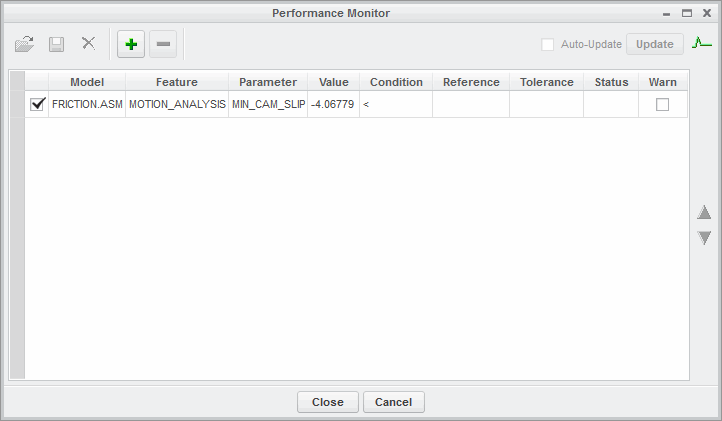 Performance Monitor
Auto-Update Update
Model Feature Parameter Value Condition Reference Tolerance Status Warn
FRICTION.ASM MOTION_ANALYSIS MIN_CAM_SLIP -4.06779 <
Close Cancel